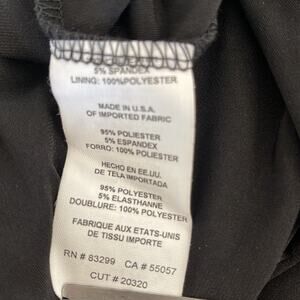 5% SPANDEX
LINING: 100%POLYESTER
MADE IN U.S.A.
OF IMPORTED FABRIC
95% POLIESTER
5% ESPANDEX
FORRO: 100% POLIESTER
HECHO EN EE.UU.
DE TELA IMPORTADA
95% POLYESTER
5% ELASTHANNE
DOUBLURE: 100% POLYESTER
FABRIQUE AUX ETATS-UNIS
DE TISSU IMPORTE
RN # 83299 CA # 55057
CUT # 20320